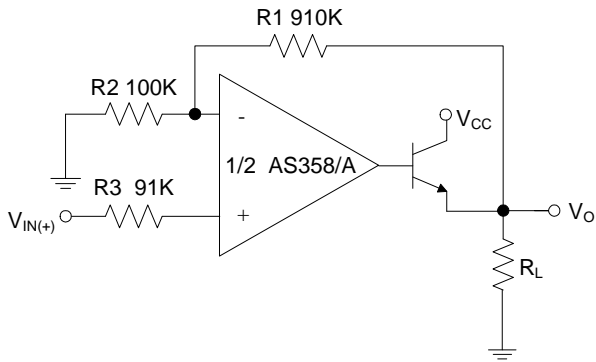 R1 910K
R2 100K
VCC
-
1/2 AS358/A
R3 91K
+
VIN(+)
VO
RL